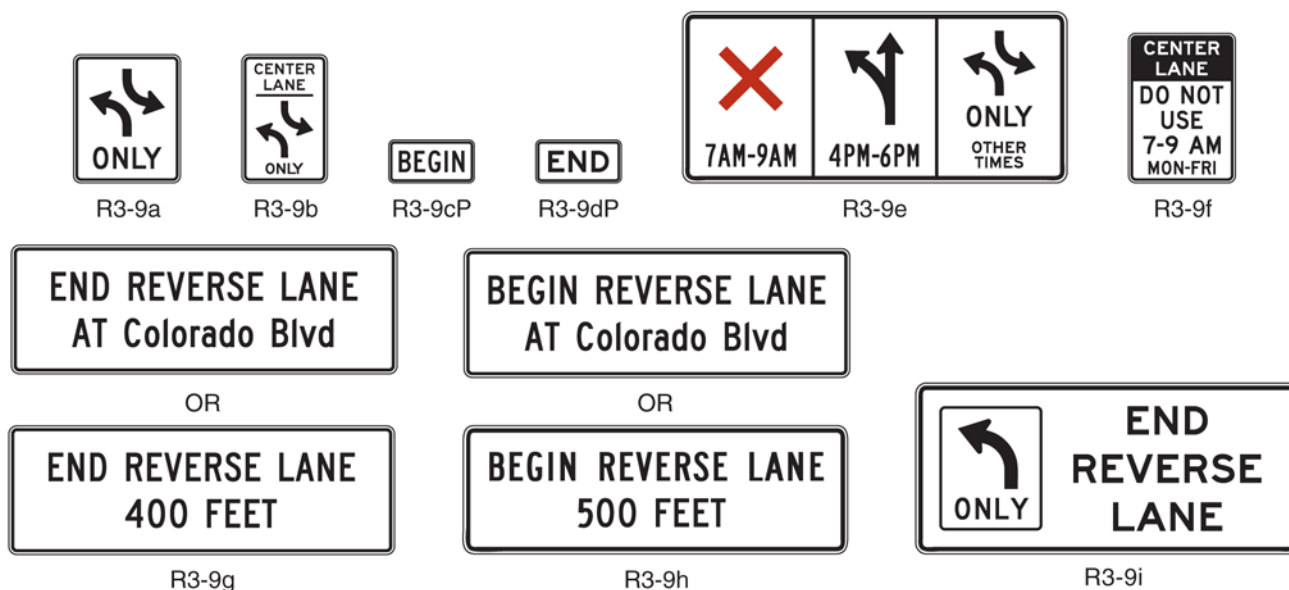 ONLY
R3-9a
CENTER
LANE
ONLY
R3-9b
BEGIN
R3-9cP
END
R3-9dP
7AM-9AM
4PM-6PM
ONLY
OTHER
TIMES
R3-9e
CENTER
LANE
DO NOT
USE
7-9 AM
MON-FRI
R3-9f
END REVERSE LANE
AT Colorado Blvd
OR
END REVERSE LANE
400 FEET
R3-9g
BEGIN REVERSE LANE
AT Colorado Blvd
OR
BEGIN REVERSE LANE
500 FEET
R3-9h
ONLY
END
REVERSE
LANE
R3-9i